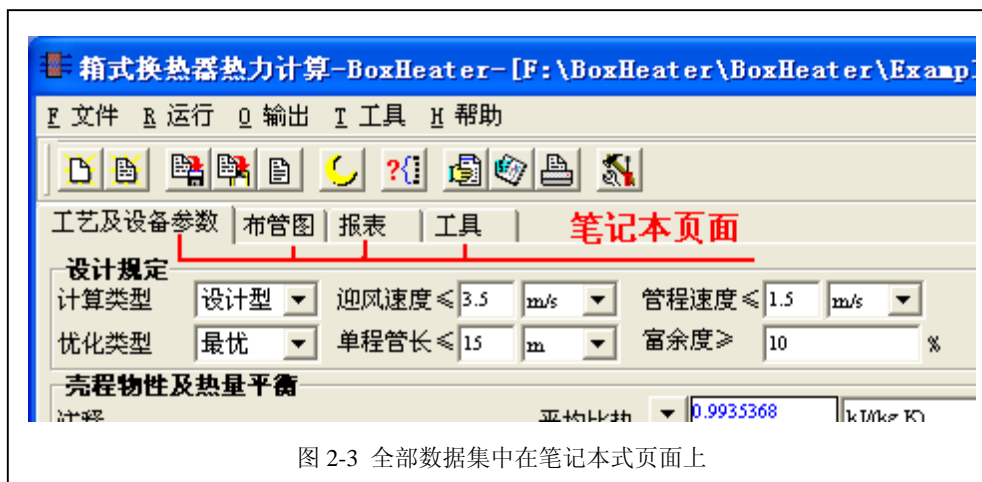 箱式换热器热力计算-BoxHeater-[F:\BoxHeater\BoxHeater\Exampl
F 文件 R 运行 O 输出 T 工具 H 帮助
工艺及设备参数 布管图 报表 工具 笔记本页面
设计规定
计算类型 设计型 迎风速度≤ 3.5 m/s 管程速度≤ 1.5 m/s
优化类型 最优 单程管长≤ 15 m 富余度≥ 10 %
壳程物性及热量平衡
注释 平均比热 0.9935368 kJ/(kg K)
图 2-3 全部数据集中在笔记本式页面上